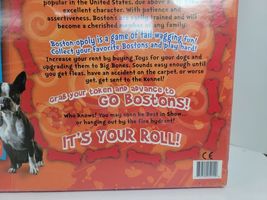 popular in the United States, due above all to
excellent character. With patience and
assertiveness, Bostons are easily trained and will
become a cherished member of any family.
Boston-opoly is a game of tail wagging fun!
Collect your favorite Bostons and play hard!
Increase your rent by buying Toys for your dogs and
upgrading them to Big Bones. Sounds easy enough until
you get fleas, have an accident on the carpet, or worse
yet, get sent to the Kennel!
Grab your token and advance to
GO BOSTONS!
Who knows? You may open Best in Show...
or hanging out by the fire hydrant!
IT'S YOUR ROLL!
CE